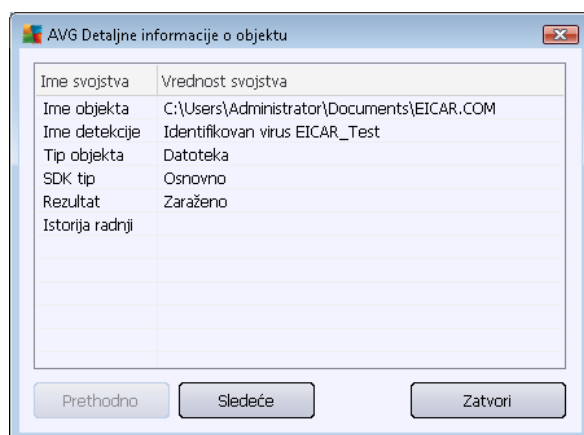 AVG Detaljne informacije o objektu
Ime svojstva Vrednost svojstva
Ime objekta C:\Users\Administrator\Documents\EICAR.COM
Ime detekcije Identifikovan virus EICAR_Test
Tip objekta Datoteka
SDK tip Osnovno
Rezultat Zaraženo
Istorija radnji
Prethodno Sledeće Zatvori